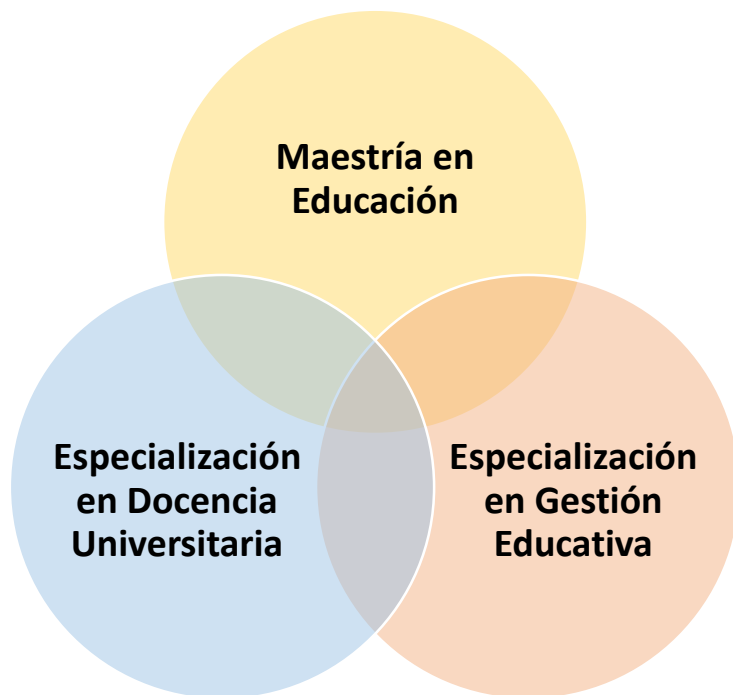 Maestría en
Educación
Especialización
en Docencia
Universitaria
Especialización
en Gestión
Educativa